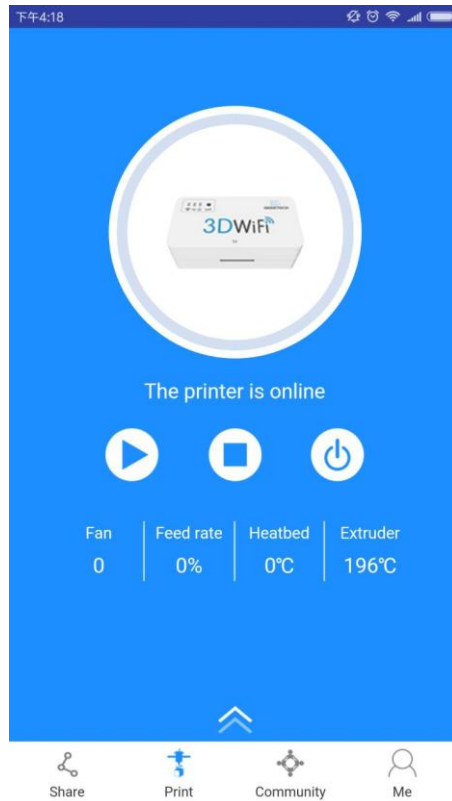 下午4:18
3DWiFi
The printer is online
Fan
Feed rate
Heatbed
Extruder
0
0%
0℃
196℃
Share
Print
Community
Me